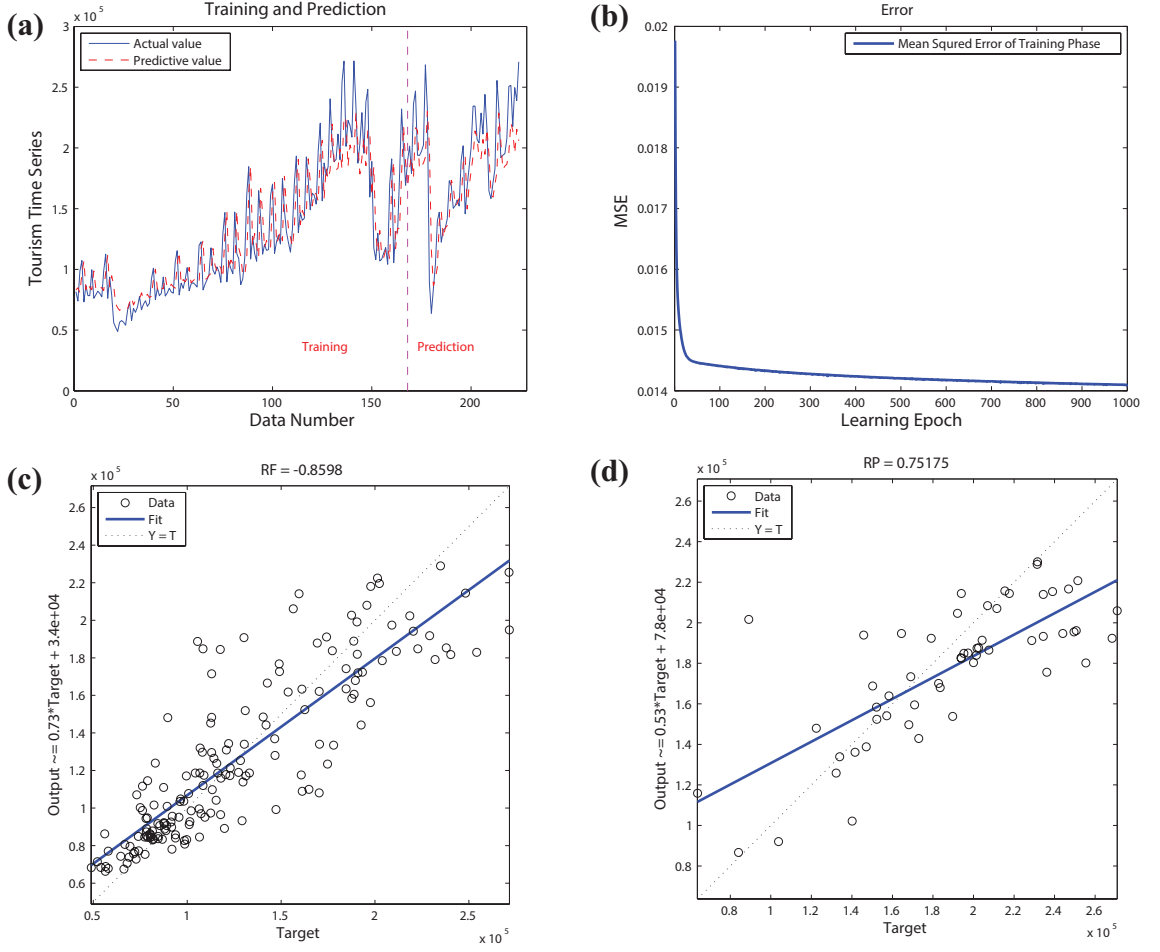 (a)
Training and Prediction
x 10^5
Actual value
Predictive value
Tourism Time Series
3
2.5
2
1.5
1
0.5
0
Training
Prediction
0 50 100 150 200
Data Number
(b)
Error
Mean Squred Error of Training Phase
MSE
0.02
0.019
0.018
0.017
0.016
0.015
0.014
0 100 200 300 400 500 600 700 800 900 1000
Learning Epoch
(c)
RF = -0.8598
x 10^5
Data
Fit
Y = T
Output ~= 0.73*Target + 3.4e+04
2.6
2.4
2.2
2
1.8
1.6
1.4
1.2
1
0.8
0.6
0.5 1 1.5 2 2.5
Target
x 10^5
(d)
RP = 0.75175
x 10^5
Data
Fit
Y = T
Output ~= 0.53*Target + 7.8e+04
2.6
2.4
2.2
2
1.8
1.6
1.4
1.2
1
0.8
0.8 1 1.2 1.4 1.6 1.8 2 2.2 2.4 2.6
Target
x 10^5